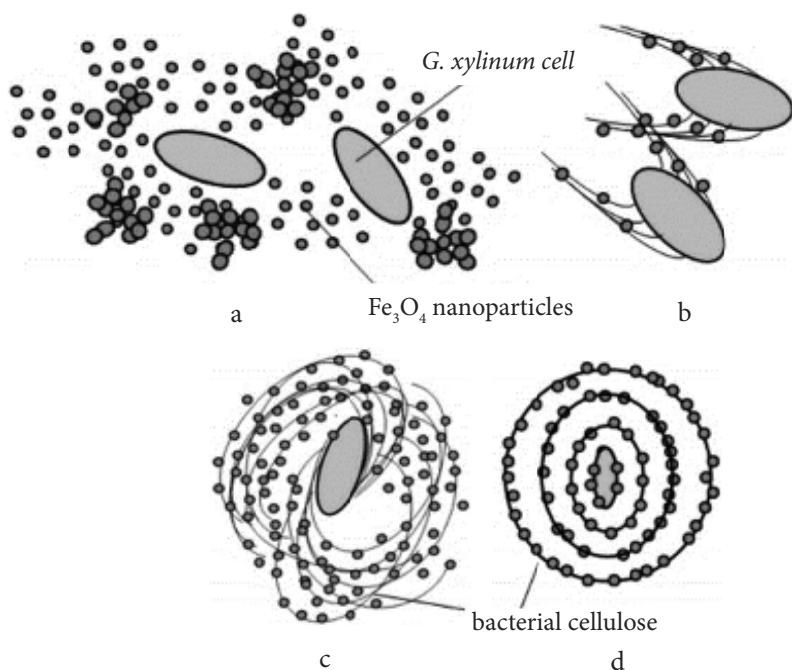 G. xylinum cell
a
Fe₃O₄ nanoparticles
b
bacterial cellulose
c
d